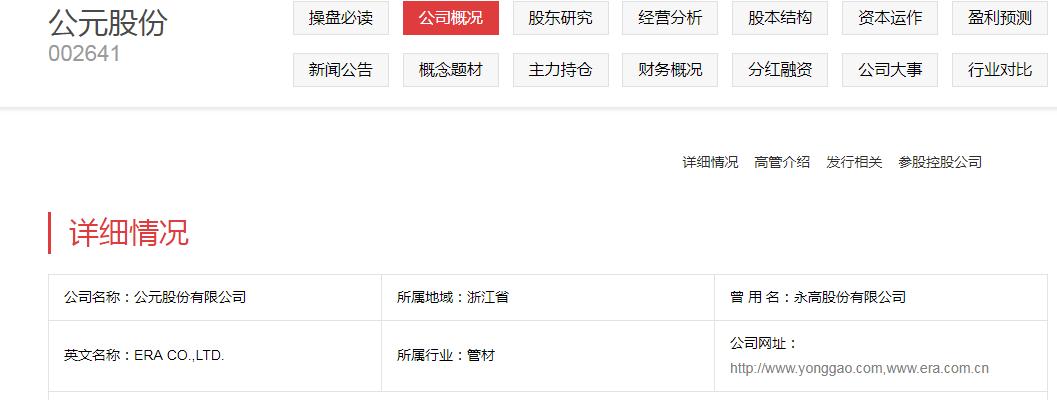 公元股份
002641
操盘必读 公司概况 股东研究 经营分析 股本结构 资本运作 盈利预测
新闻公告 概念题材 主力持仓 财务概况 分红融资 公司大事 行业对比
详细情况 高管介绍 发行相关 参股控股公司
详细情况
公司名称：公元股份有限公司 所属地域：浙江省 曾 用 名：永高股份有限公司
英文名称：ERA CO.,LTD. 所属行业：管材 公司网址：
http://www.yonggao.com,www.era.com.cn